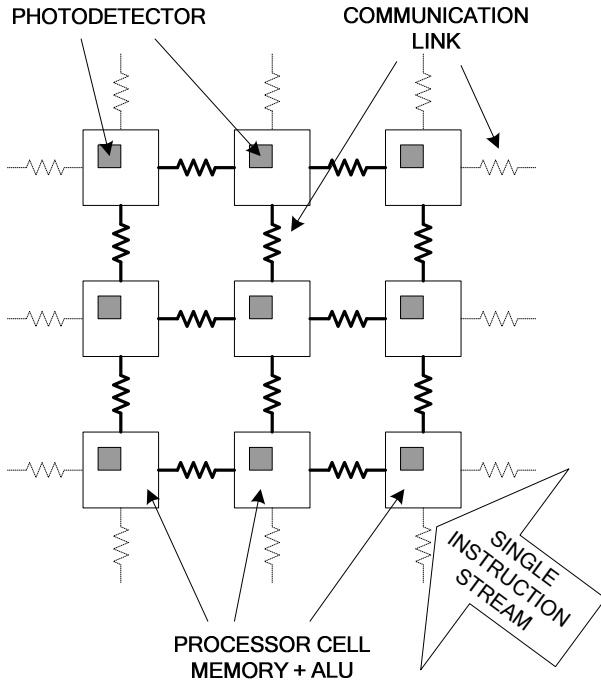 PHOTODETECTOR
COMMUNICATION
LINK
SINGLE
INSTRUCTION
STREAM
PROCESSOR CELL
MEMORY + ALU